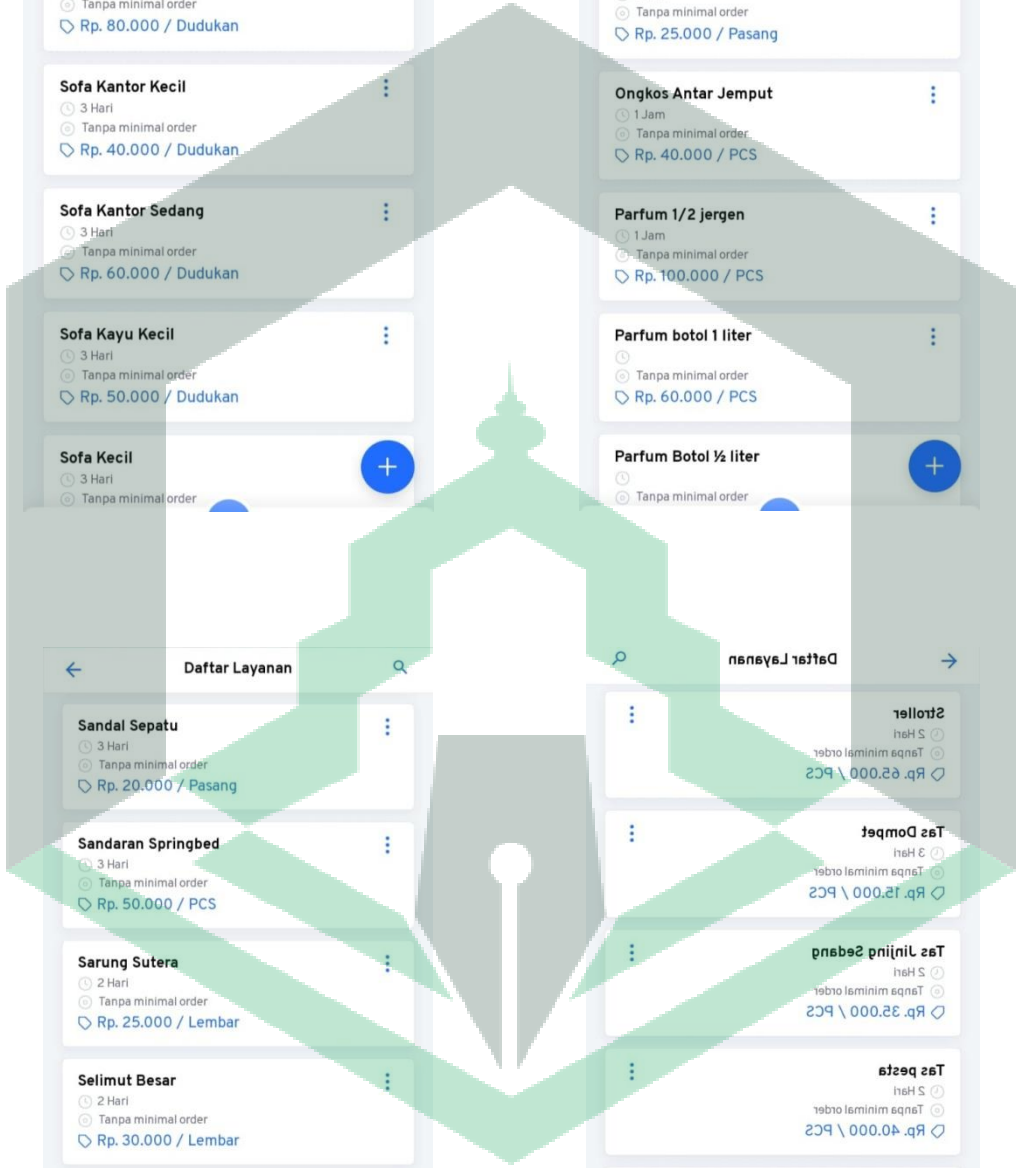 Tanpa minimal order
Rp. 80.000 / Dudukan
Sofa Kantor Kecil
3 Hari
Tanpa minimal order
Rp. 40.000 / Dudukan
Sofa Kantor Sedang
3 Hari
Tanpa minimal order
Rp. 60.000 / Dudukan
Sofa Kayu Kecil
3 Hari
Tanpa minimal order
Rp. 50.000 / Dudukan
Sofa Kecil
3 Hari
Tanpa minimal order
Tanpa minimal order
Rp. 25.000 / Pasang
Ongkos Antar Jemput
1 Jam
Tanpa minimal order
Rp. 40.000 / PCS
Parfum 1/2 jergen
1 Jam
Tanpa minimal order
Rp. 100.000 / PCS
Parfum botol 1 liter
Tanpa minimal order
Rp. 60.000 / PCS
Parfum Botol ½ liter
Tanpa minimal order
Daftar Layanan
Sandal Sepatu
3 Hari
Tanpa minimal order
Rp. 20.000 / Pasang
Sandaran Springbed
3 Hari
Tanpa minimal order
Rp. 50.000 / PCS
Sarung Sutera
2 Hari
Tanpa minimal order
Rp. 25.000 / Lembar
Selimut Besar
2 Hari
Tanpa minimal order
Rp. 30.000 / Lembar
Daftar Layanan
Stroller
2 Hari
Tanpa minimal order
Rp. 65.000 / PCS
Tas Dompet
3 Hari
Tanpa minimal order
Rp. 15.000 / PCS
Tas Jinjing Sedang
2 Hari
Tanpa minimal order
Rp. 35.000 / PCS
Tas pesta
2 Hari
Tanpa minimal order
Rp. 40.000 / PCS